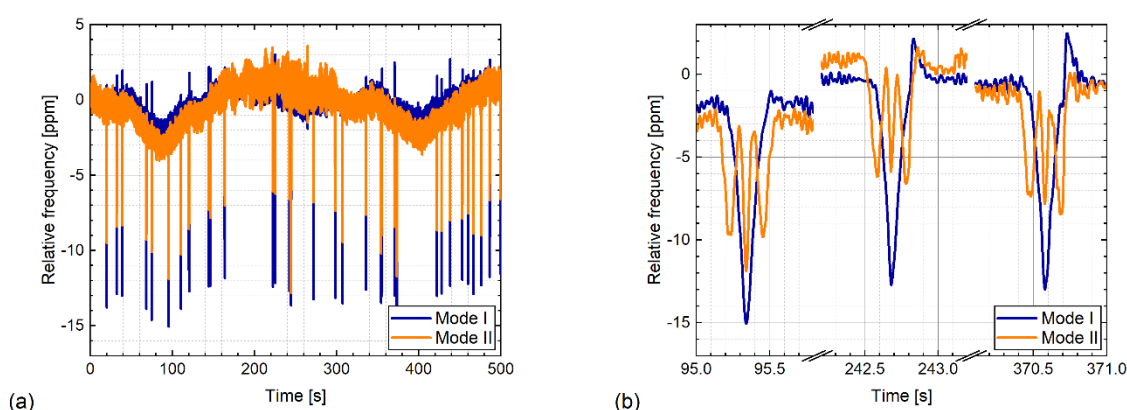 5
0
-5
-10
-15
Relative frequency [ppm]
0
100
200
300
400
500
Time [s]
Mode I
Mode II
(a)
0
-5
-10
-15
Relative frequency [ppm]
95.0
95.5
242.5
243.0
370.5
371.0
Time [s]
Mode I
Mode II
(b)